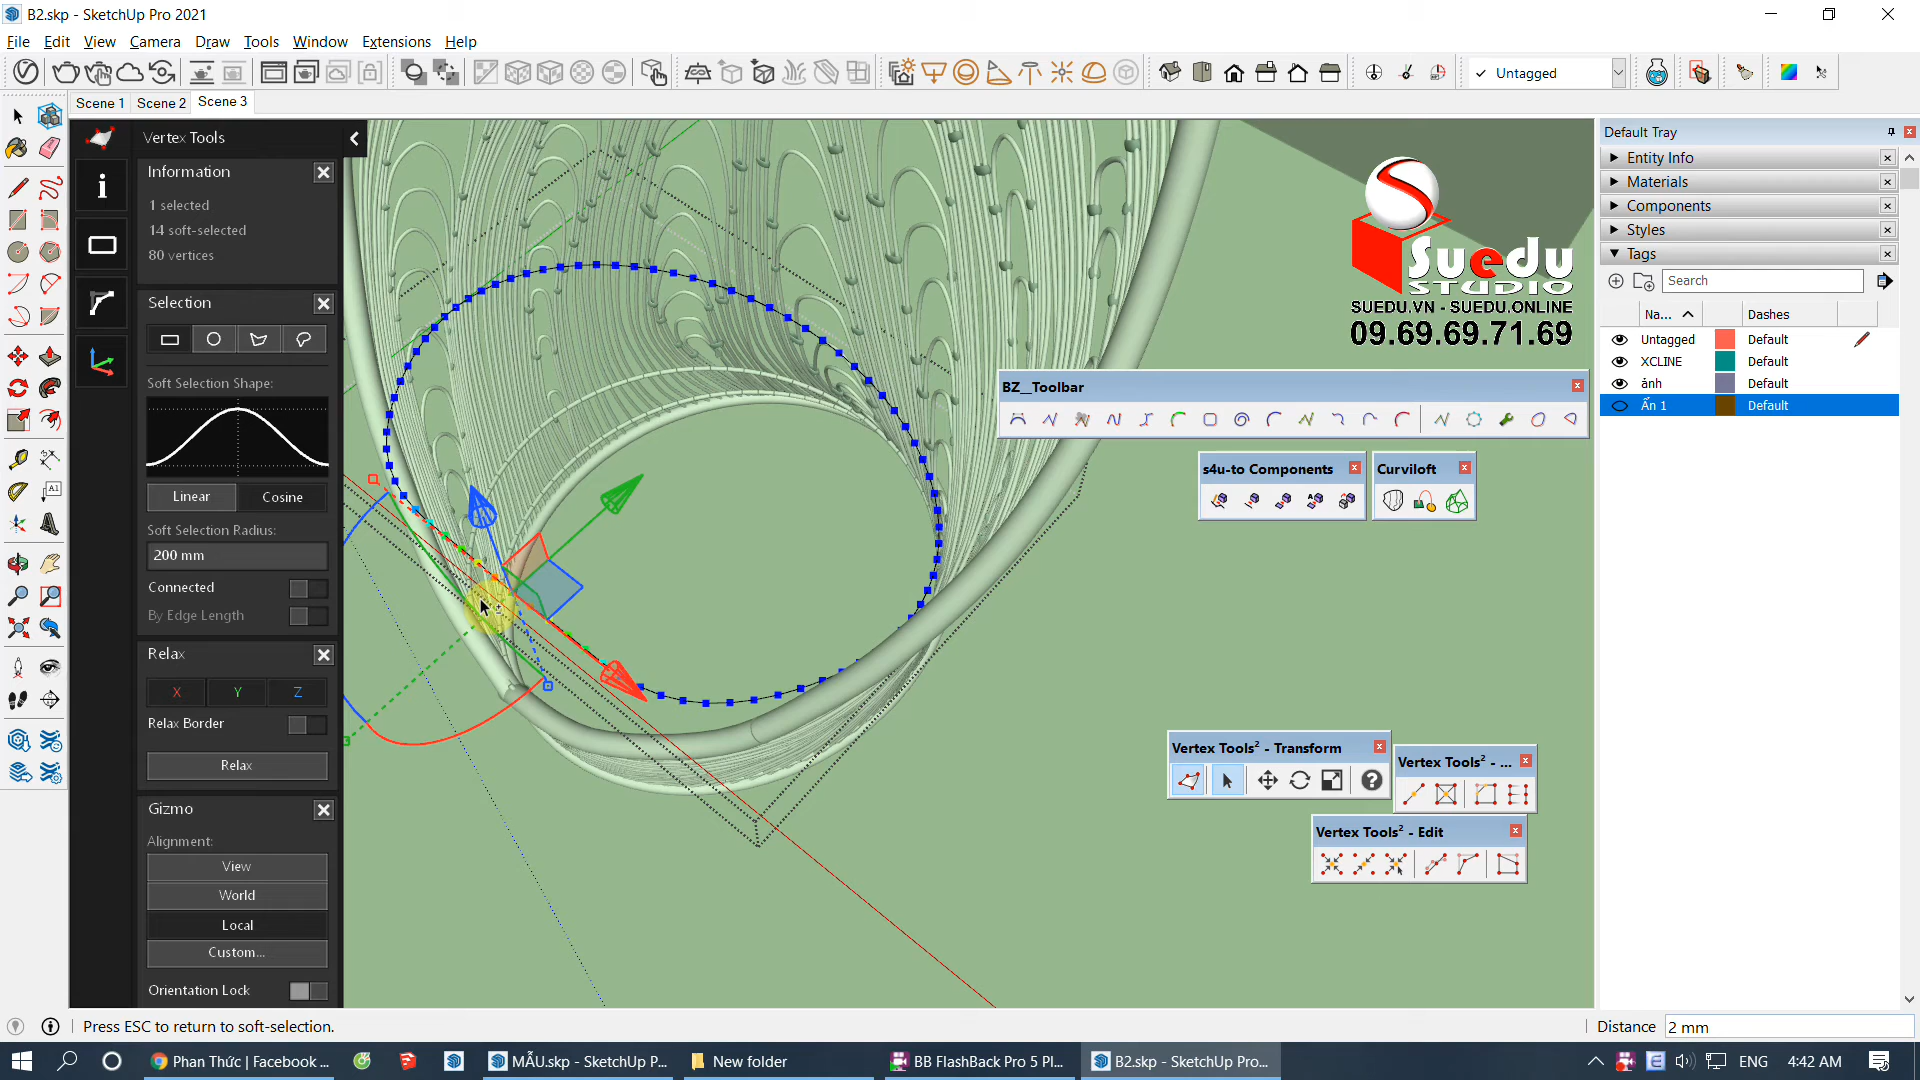 B2.skp - SketchUp Pro 2021
File Edit View Camera Draw Tools Window Extensions Help
Untagged
Scene 1 Scene 2 Scene 3
Vertex Tools
Information
1 selected
14 soft-selected
80 vertices
Selection
Soft Selection Shape:
Linear Cosine
Soft Selection Radius:
200 mm
Connected
By Edge Length
Relax
X Y Z
Relax Border
Relax
Gizmo
Alignment:
View
World
Local
Custom...
Orientation Lock
Suedu
STUDIO
SUEDU.VN - SUEDU.ONLINE
09.69.69.71.69
BZ__Toolbar
s4u-to Components
Curviloft
Vertex Tools² - Transform
Vertex Tools² - ...
Vertex Tools² - Edit
Default Tray
Entity Info
Materials
Components
Styles
Tags
Search
Na... Dashes
Untagged Default
XCLINE Default
ảnh Default
Ẩn 1 Default
Press ESC to return to soft-selection.
Distance 2 mm
Phan Thức | Facebook ...
MẪU.skp - SketchUp P...
New folder
BB FlashBack Pro 5 Pl...
B2.skp - SketchUp Pro...
ENG 4:42 AM